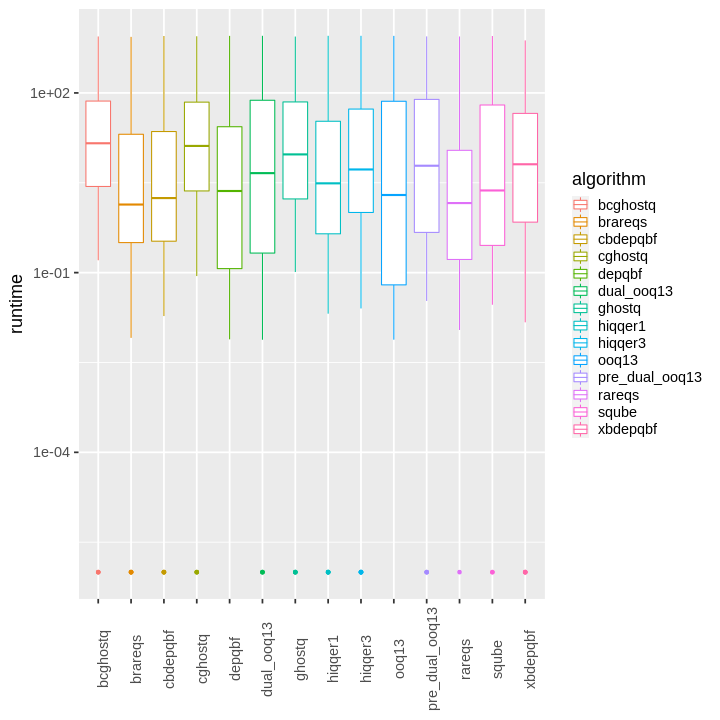 1e+02
1e-01
1e-04
runtime
bcghostq
brareqs
cbdepqbf
cghostq
depqbf
dual_ooq13
ghostq
hiqqer1
hiqqer3
ooq13
pre_dual_ooq13
rareqs
sqube
xbdepqbf
algorithm
bcghostq
brareqs
cbdepqbf
cghostq
depqbf
dual_ooq13
ghostq
hiqqer1
hiqqer3
ooq13
pre_dual_ooq13
rareqs
sqube
xbdepqbf